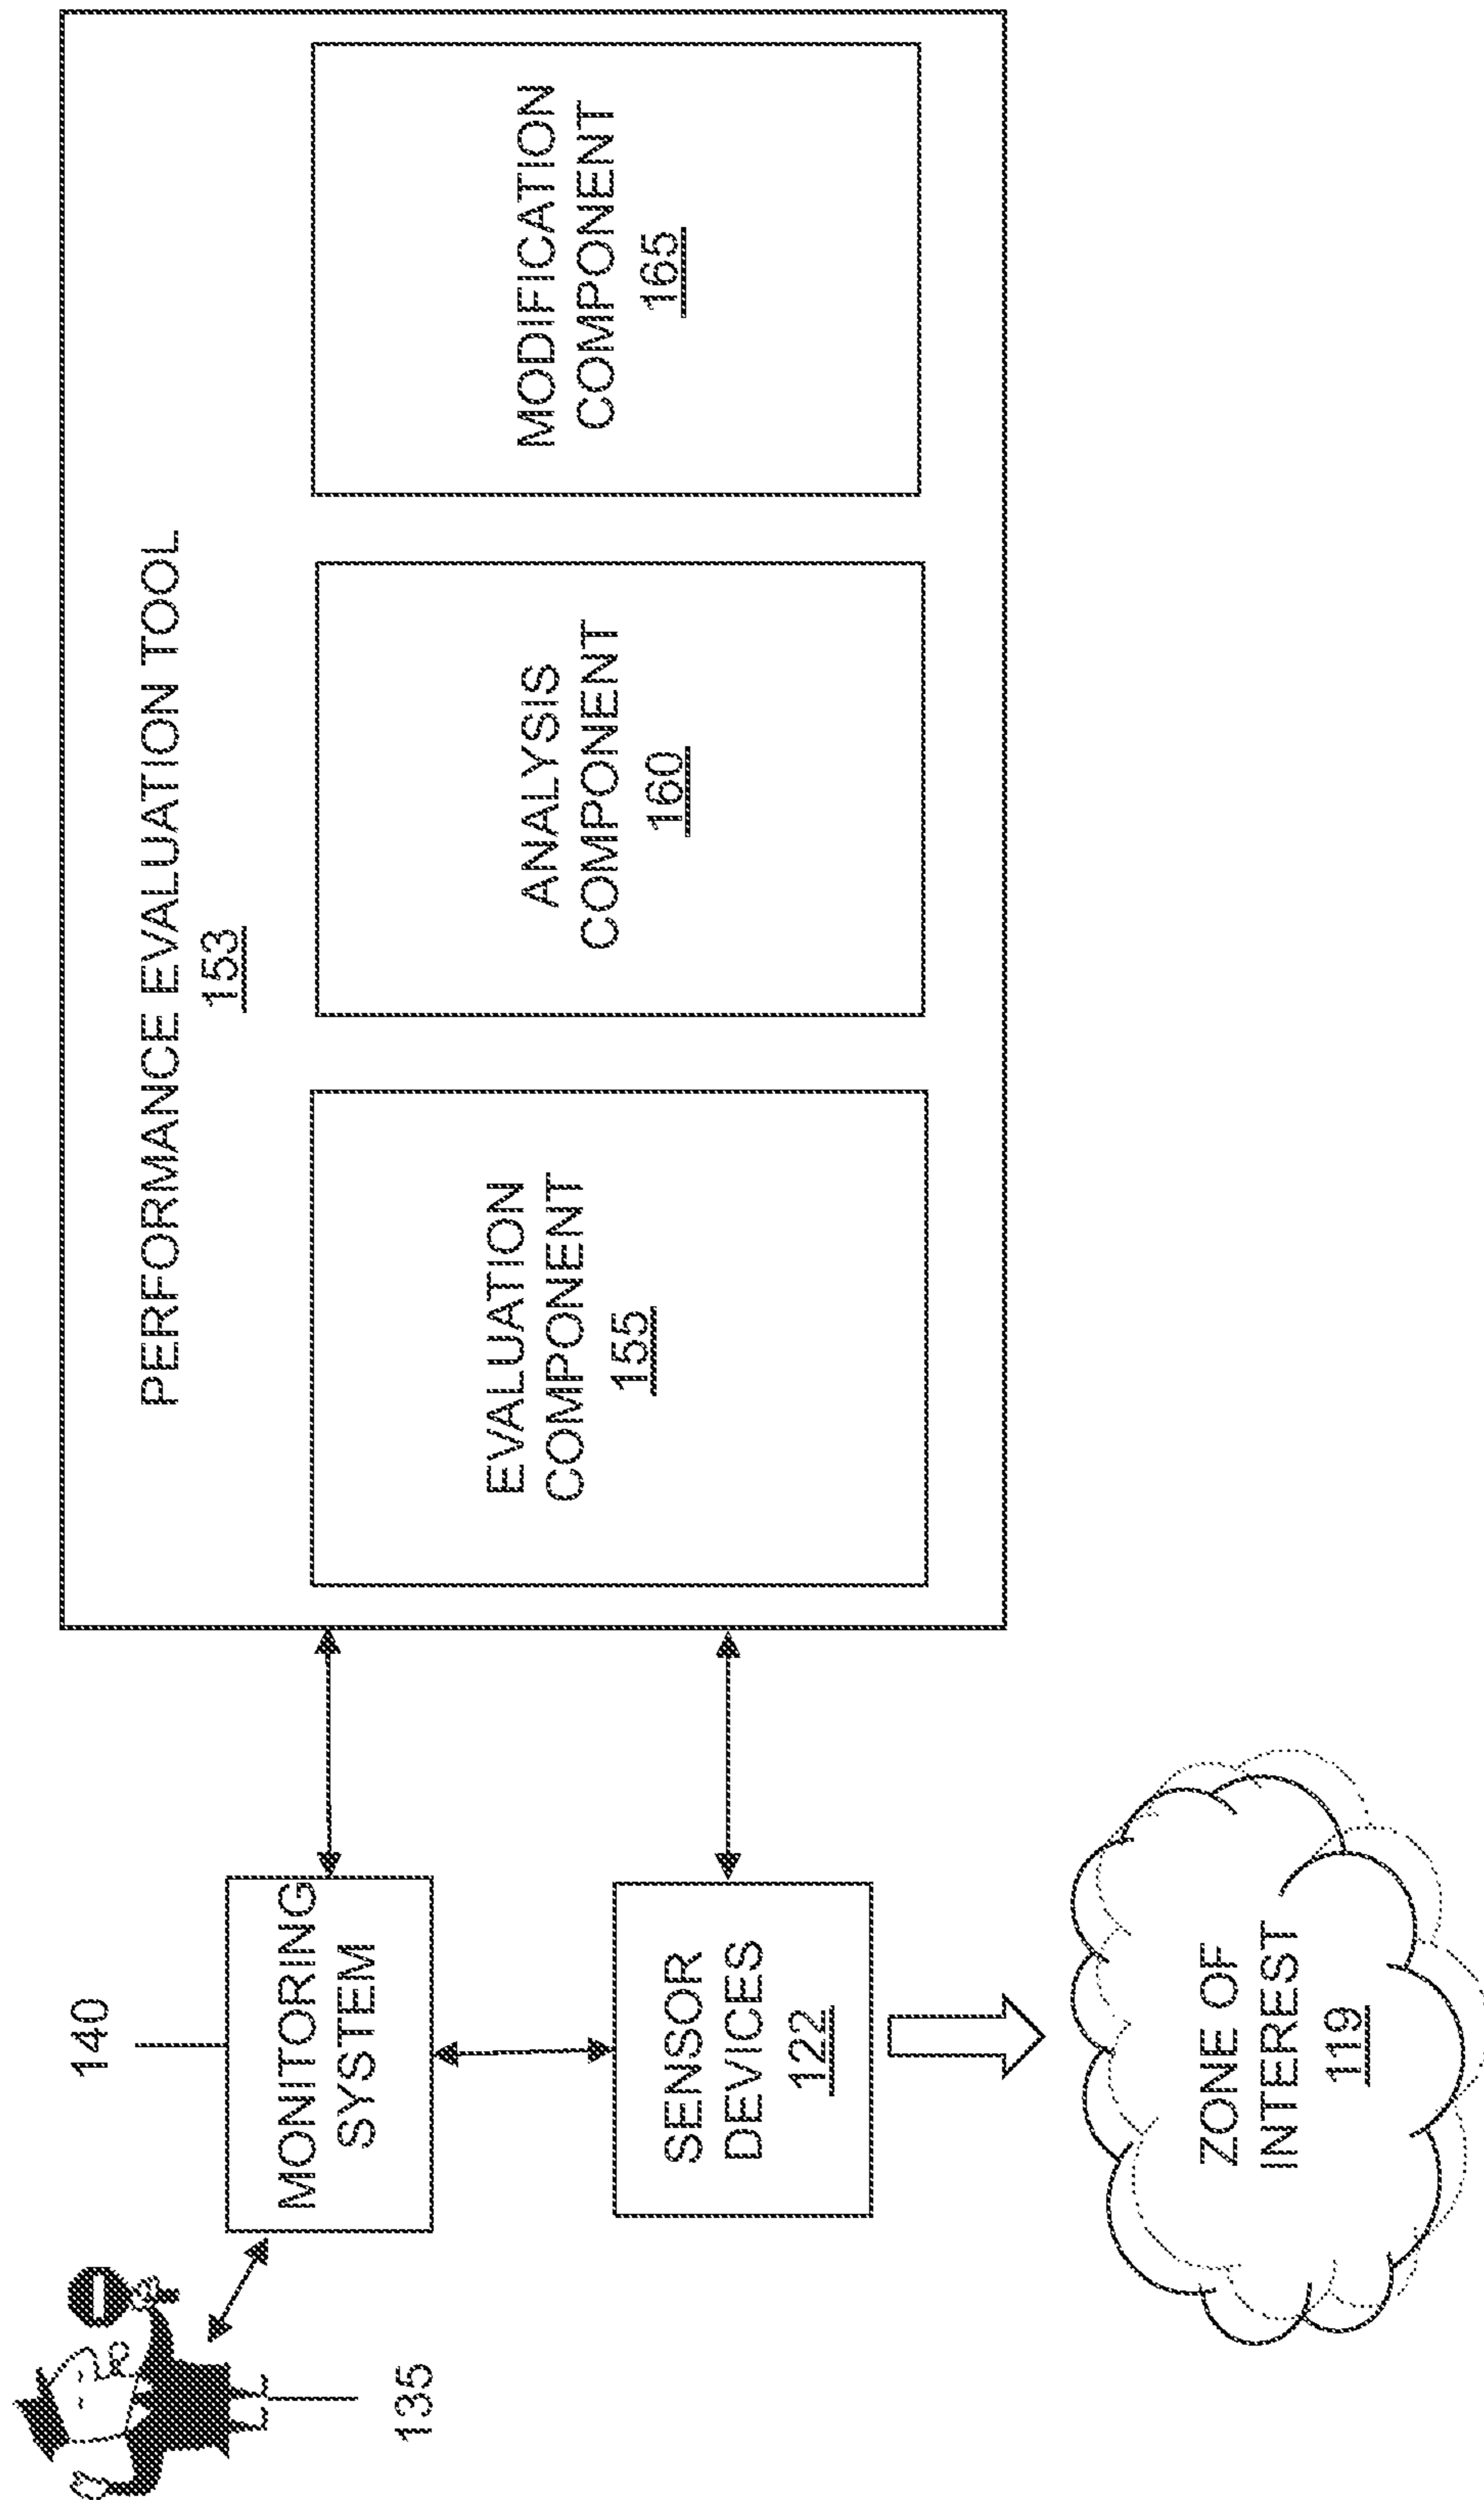 PERFORMANCE EVALUATION TOOL
153
EVALUATION
COMPONENT
155
ANALYSIS
COMPONENT
160
MODIFICATION
COMPONENT
165
140
MONITORING
SYSTEM
135
SENSOR
DEVICES
122
ZONE OF
INTEREST
119